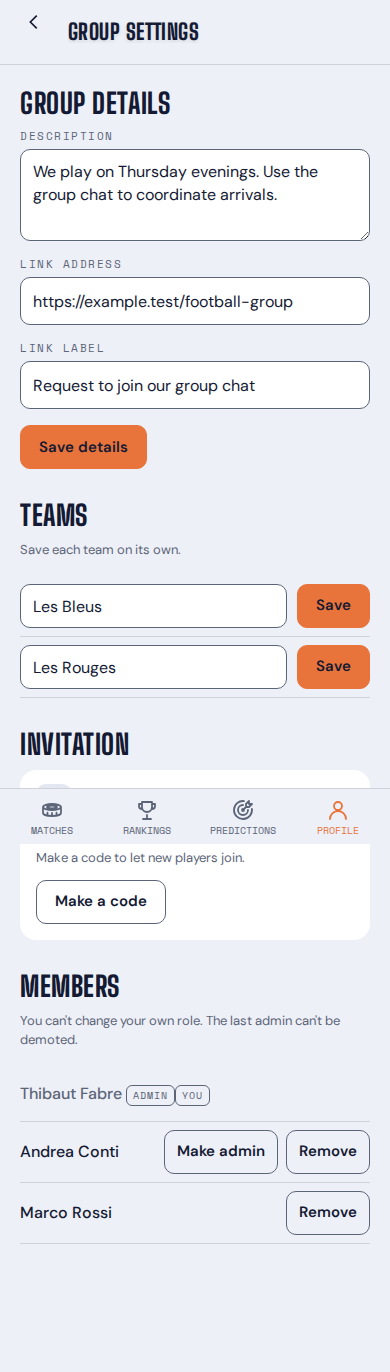 GROUP SETTINGS
GROUP DETAILS
DESCRIPTION
We play on Thursday evenings. Use the
group chat to coordinate arrivals.
LINK ADDRESS
https://example.test/football-group
LINK LABEL
Request to join our group chat
Save details
TEAMS
Save each team on its own.
Les Bleus
Save
Les Rouges
Save
INVITATION
MATCHES
RANKINGS
PREDICTIONS
PROFILE
Make a code to let new players join.
Make a code
MEMBERS
You can't change your own role. The last admin can't be
demoted.
Thibaut Fabre ADMIN YOU
Andrea Conti
Make admin
Remove
Marco Rossi
Remove